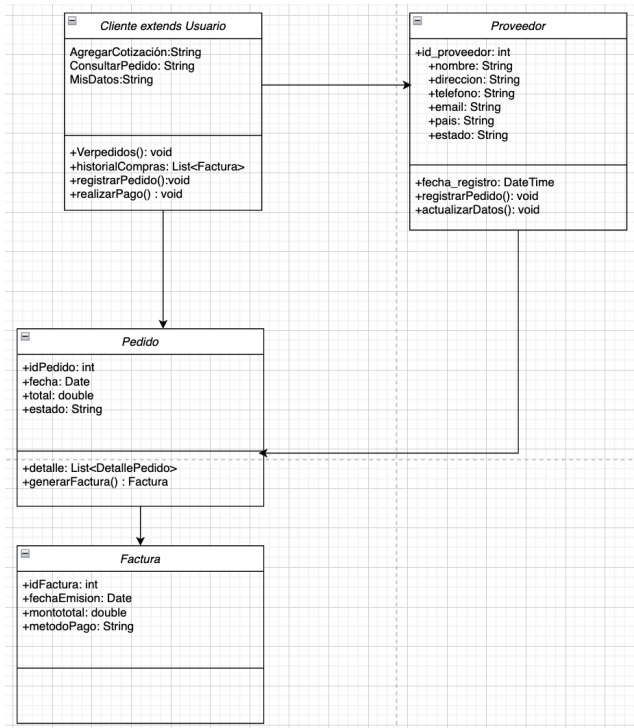 Cliente extends Usuario
AgregarCotización:String
ConsultarPedido: String
MisDatos:String
+Verpedidos(): void
+historialCompras: List<Factura>
+registrarPedido():void
+realizarPago() : void
Proveedor
+id_proveedor: int
+nombre: String
+direccion: String
+telefono: String
+email: String
+pais: String
+estado: String
+fecha_registro: DateTime
+registrarPedido(): void
+actualizarDatos(): void
Pedido
+idPedido: int
+fecha: Date
+total: double
+estado: String
+detalle: List<DetallePedido>
+generarFactura() : Factura
Factura
+idFactura: int
+fechaEmision: Date
+montototal: double
+metodoPago: String